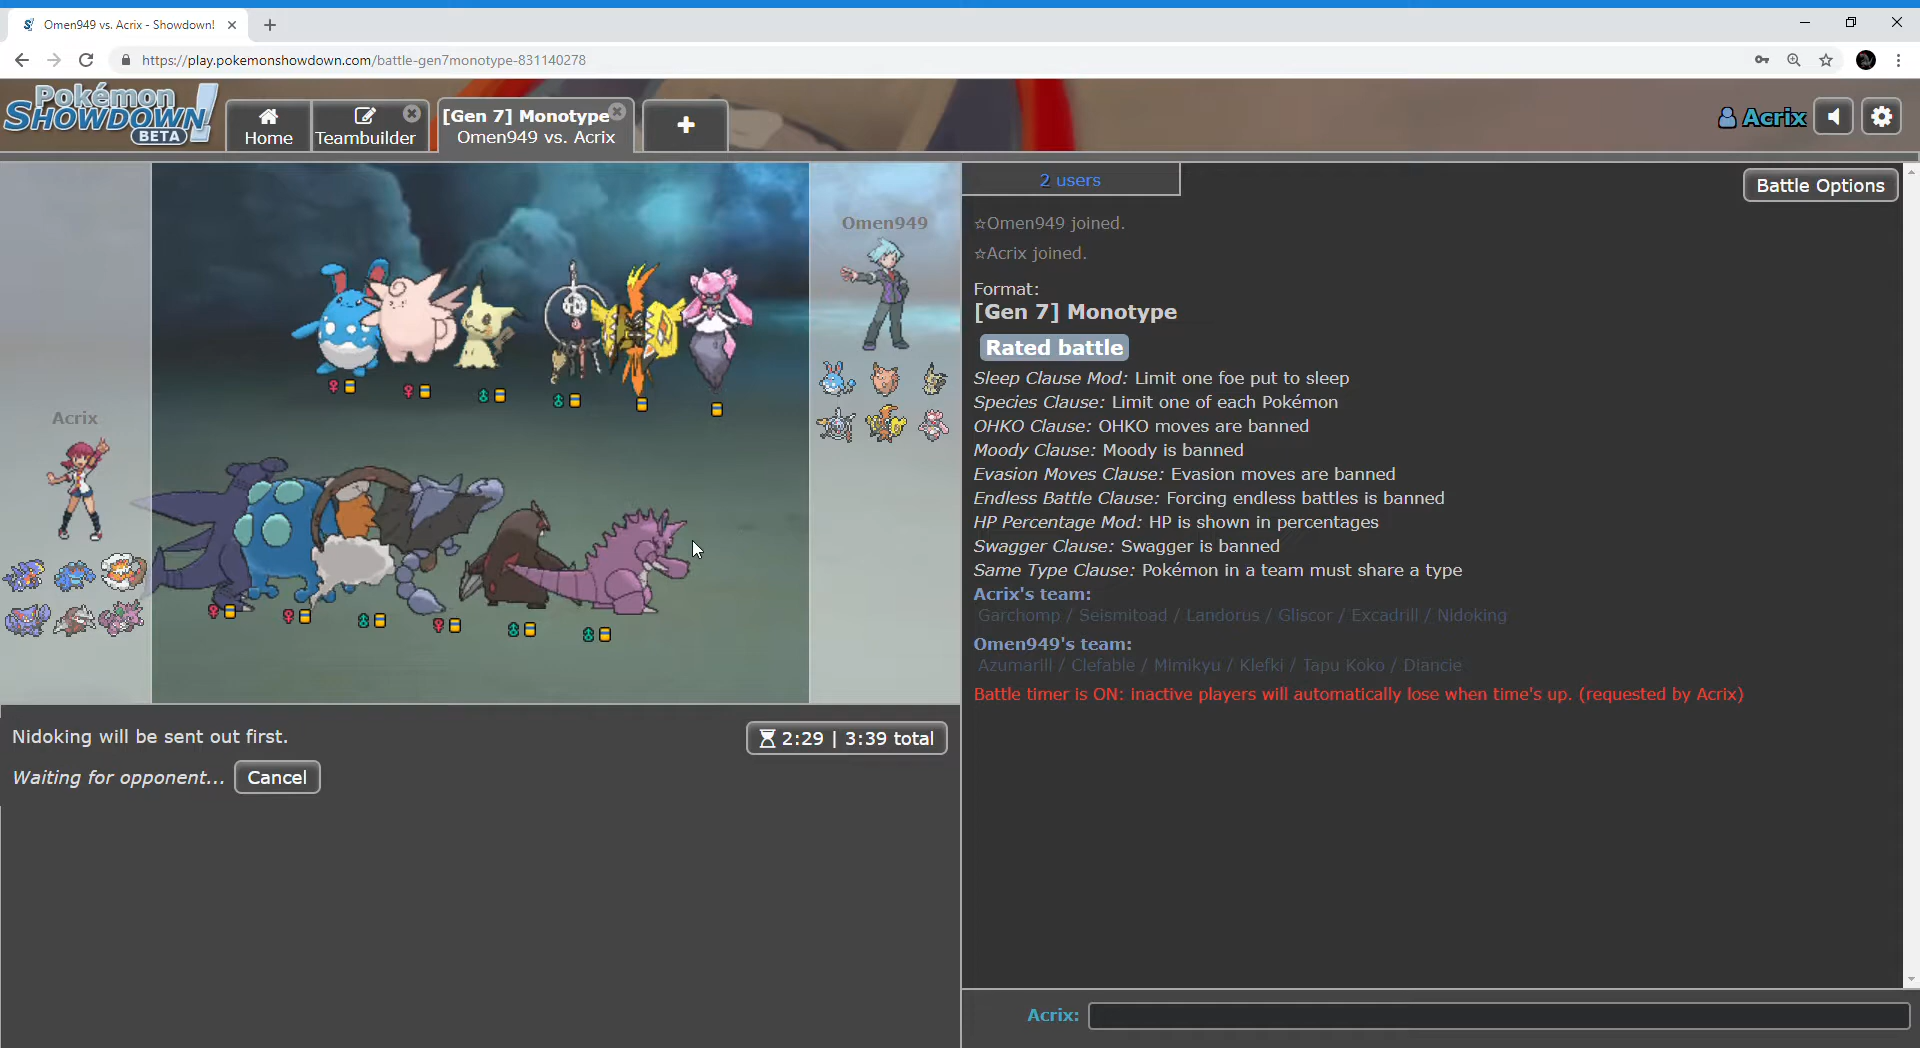 Omen949 vs. Acrix - Showdown!
https://play.pokemonshowdown.com/battle-gen7monotype-831140278
Pokémon
SHOWDOWN!
BETA
Home
Teambuilder
[Gen 7] Monotype
Omen949 vs. Acrix
Acrix
2 users
Battle Options
Omen949
Acrix
☆Omen949 joined.
☆Acrix joined.
Format:
[Gen 7] Monotype
Rated battle
Sleep Clause Mod: Limit one foe put to sleep
Species Clause: Limit one of each Pokémon
OHKO Clause: OHKO moves are banned
Moody Clause: Moody is banned
Evasion Moves Clause: Evasion moves are banned
Endless Battle Clause: Forcing endless battles is banned
HP Percentage Mod: HP is shown in percentages
Swagger Clause: Swagger is banned
Same Type Clause: Pokémon in a team must share a type
Acrix's team:
Garchomp / Seismitoad / Landorus / Gliscor / Excadrill / Nidoking
Omen949's team:
Azumarill / Clefable / Mimikyu / Klefki / Tapu Koko / Diancie
Battle timer is ON: inactive players will automatically lose when time's up. (requested by Acrix)
Nidoking will be sent out first.
2:29 | 3:39 total
Waiting for opponent...
Cancel
Acrix: